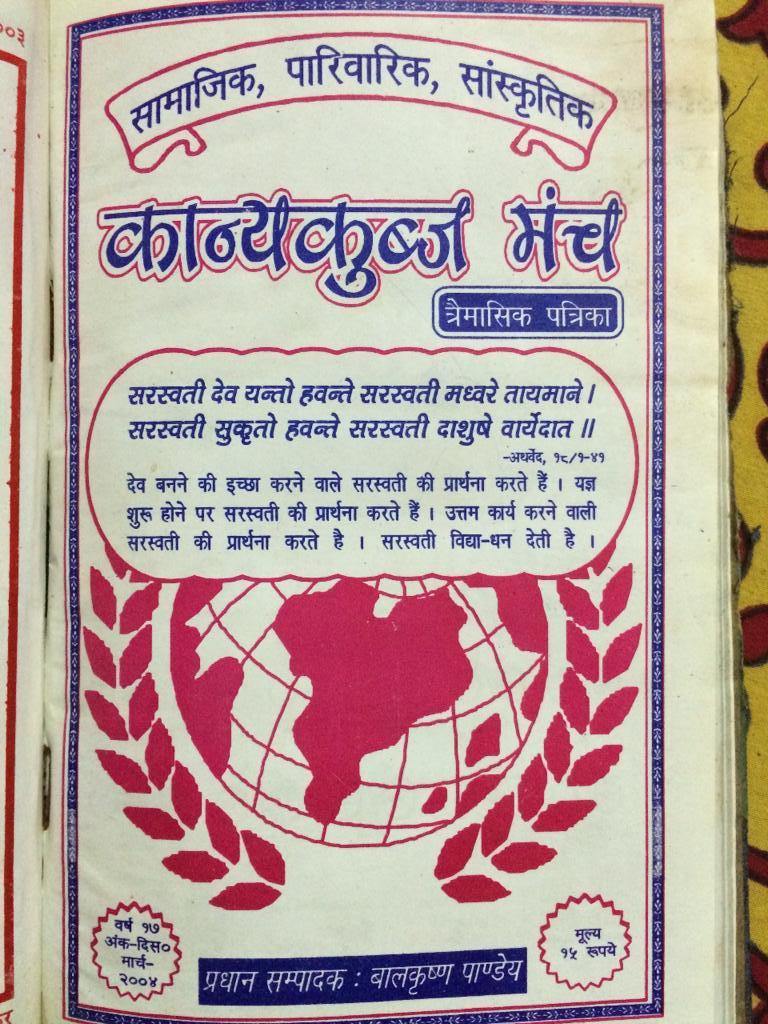 ००३
सामाजिक, पारिवारिक, सांस्कृतिक
कान्यकुब्ज मंच
त्रैमासिक पत्रिका
सरस्वती देव यन्तो हवन्ते सरस्वती मध्वरे तायमाने।
सरस्वती सुकृतो हवन्ते सरस्वती दाशुषे वार्येदात ॥
-अथर्वेद, १८/१-४१
देव बनने की इच्छा करने वाले सरस्वती की प्रार्थना करते हैं । यज्ञ
शुरू होने पर सरस्वती की प्रार्थना करते हैं । उत्तम कार्य करने वाली
सरस्वती की प्रार्थना करते है । सरस्वती विद्या-धन देती है ।
वर्ष १७
अंक-दिस०
मार्च-
२००४
मूल्य
१५ रूपये
प्रधान सम्पादक : बालकृष्ण पाण्डेय